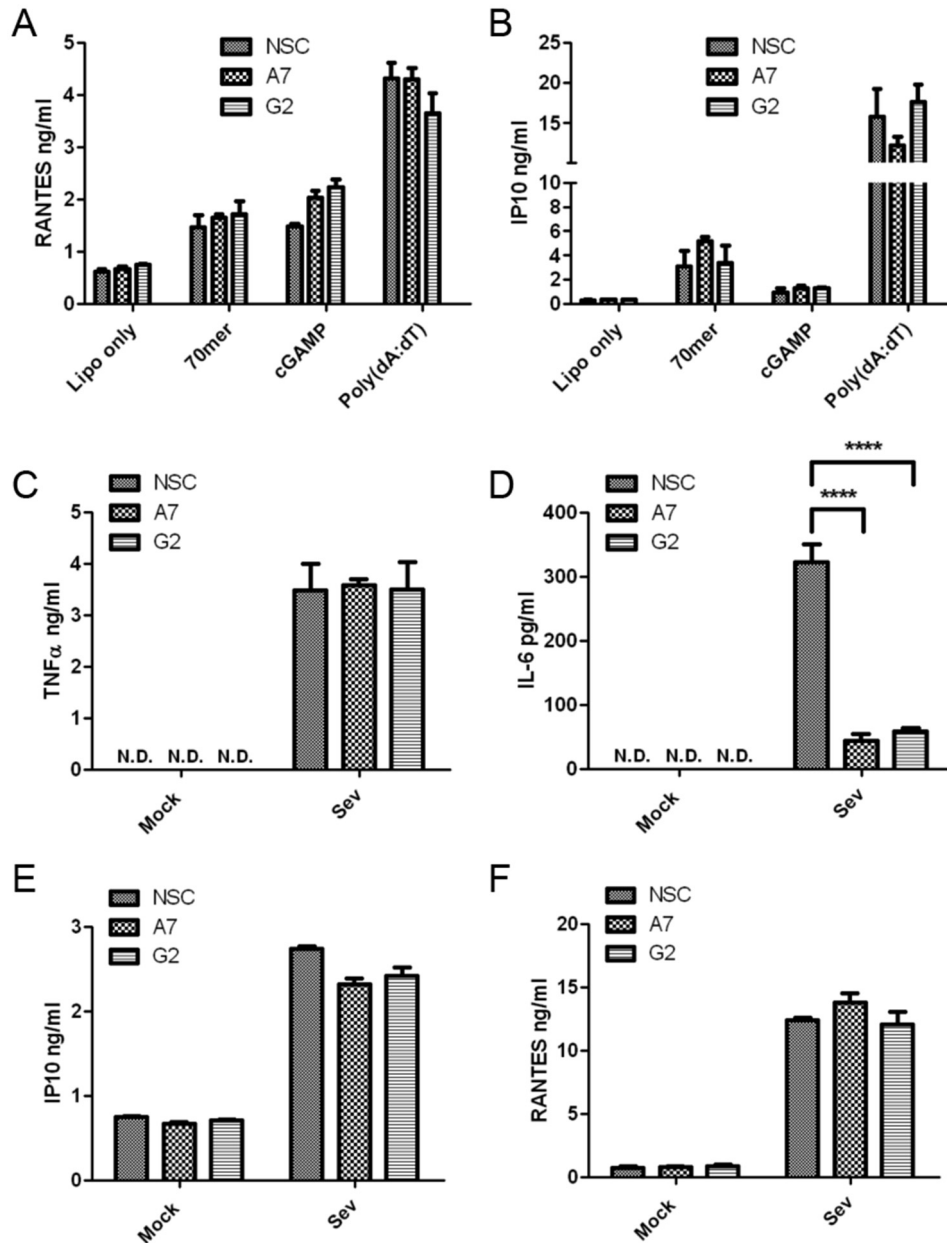 A
RANTES ng/ml
5
4
3
2
1
0
NSC
A7
G2
Lipo only
70mer
cGAMP
Poly(dA:dT)
B
IP10 ng/ml
25
20
15
10
8
6
4
2
0
NSC
A7
G2
Lipo only
70mer
cGAMP
Poly(dA:dT)
C
TNFα ng/ml
5
4
3
2
1
0
NSC
A7
G2
N.D. N.D. N.D.
Mock
Sev
D
IL-6 pg/ml
400
300
200
100
0
NSC
A7
G2
****
****
N.D. N.D. N.D.
Mock
Sev
E
IP10 ng/ml
3
2
1
0
NSC
A7
G2
Mock
Sev
F
RANTES ng/ml
20
15
10
5
0
NSC
A7
G2
Mock
Sev